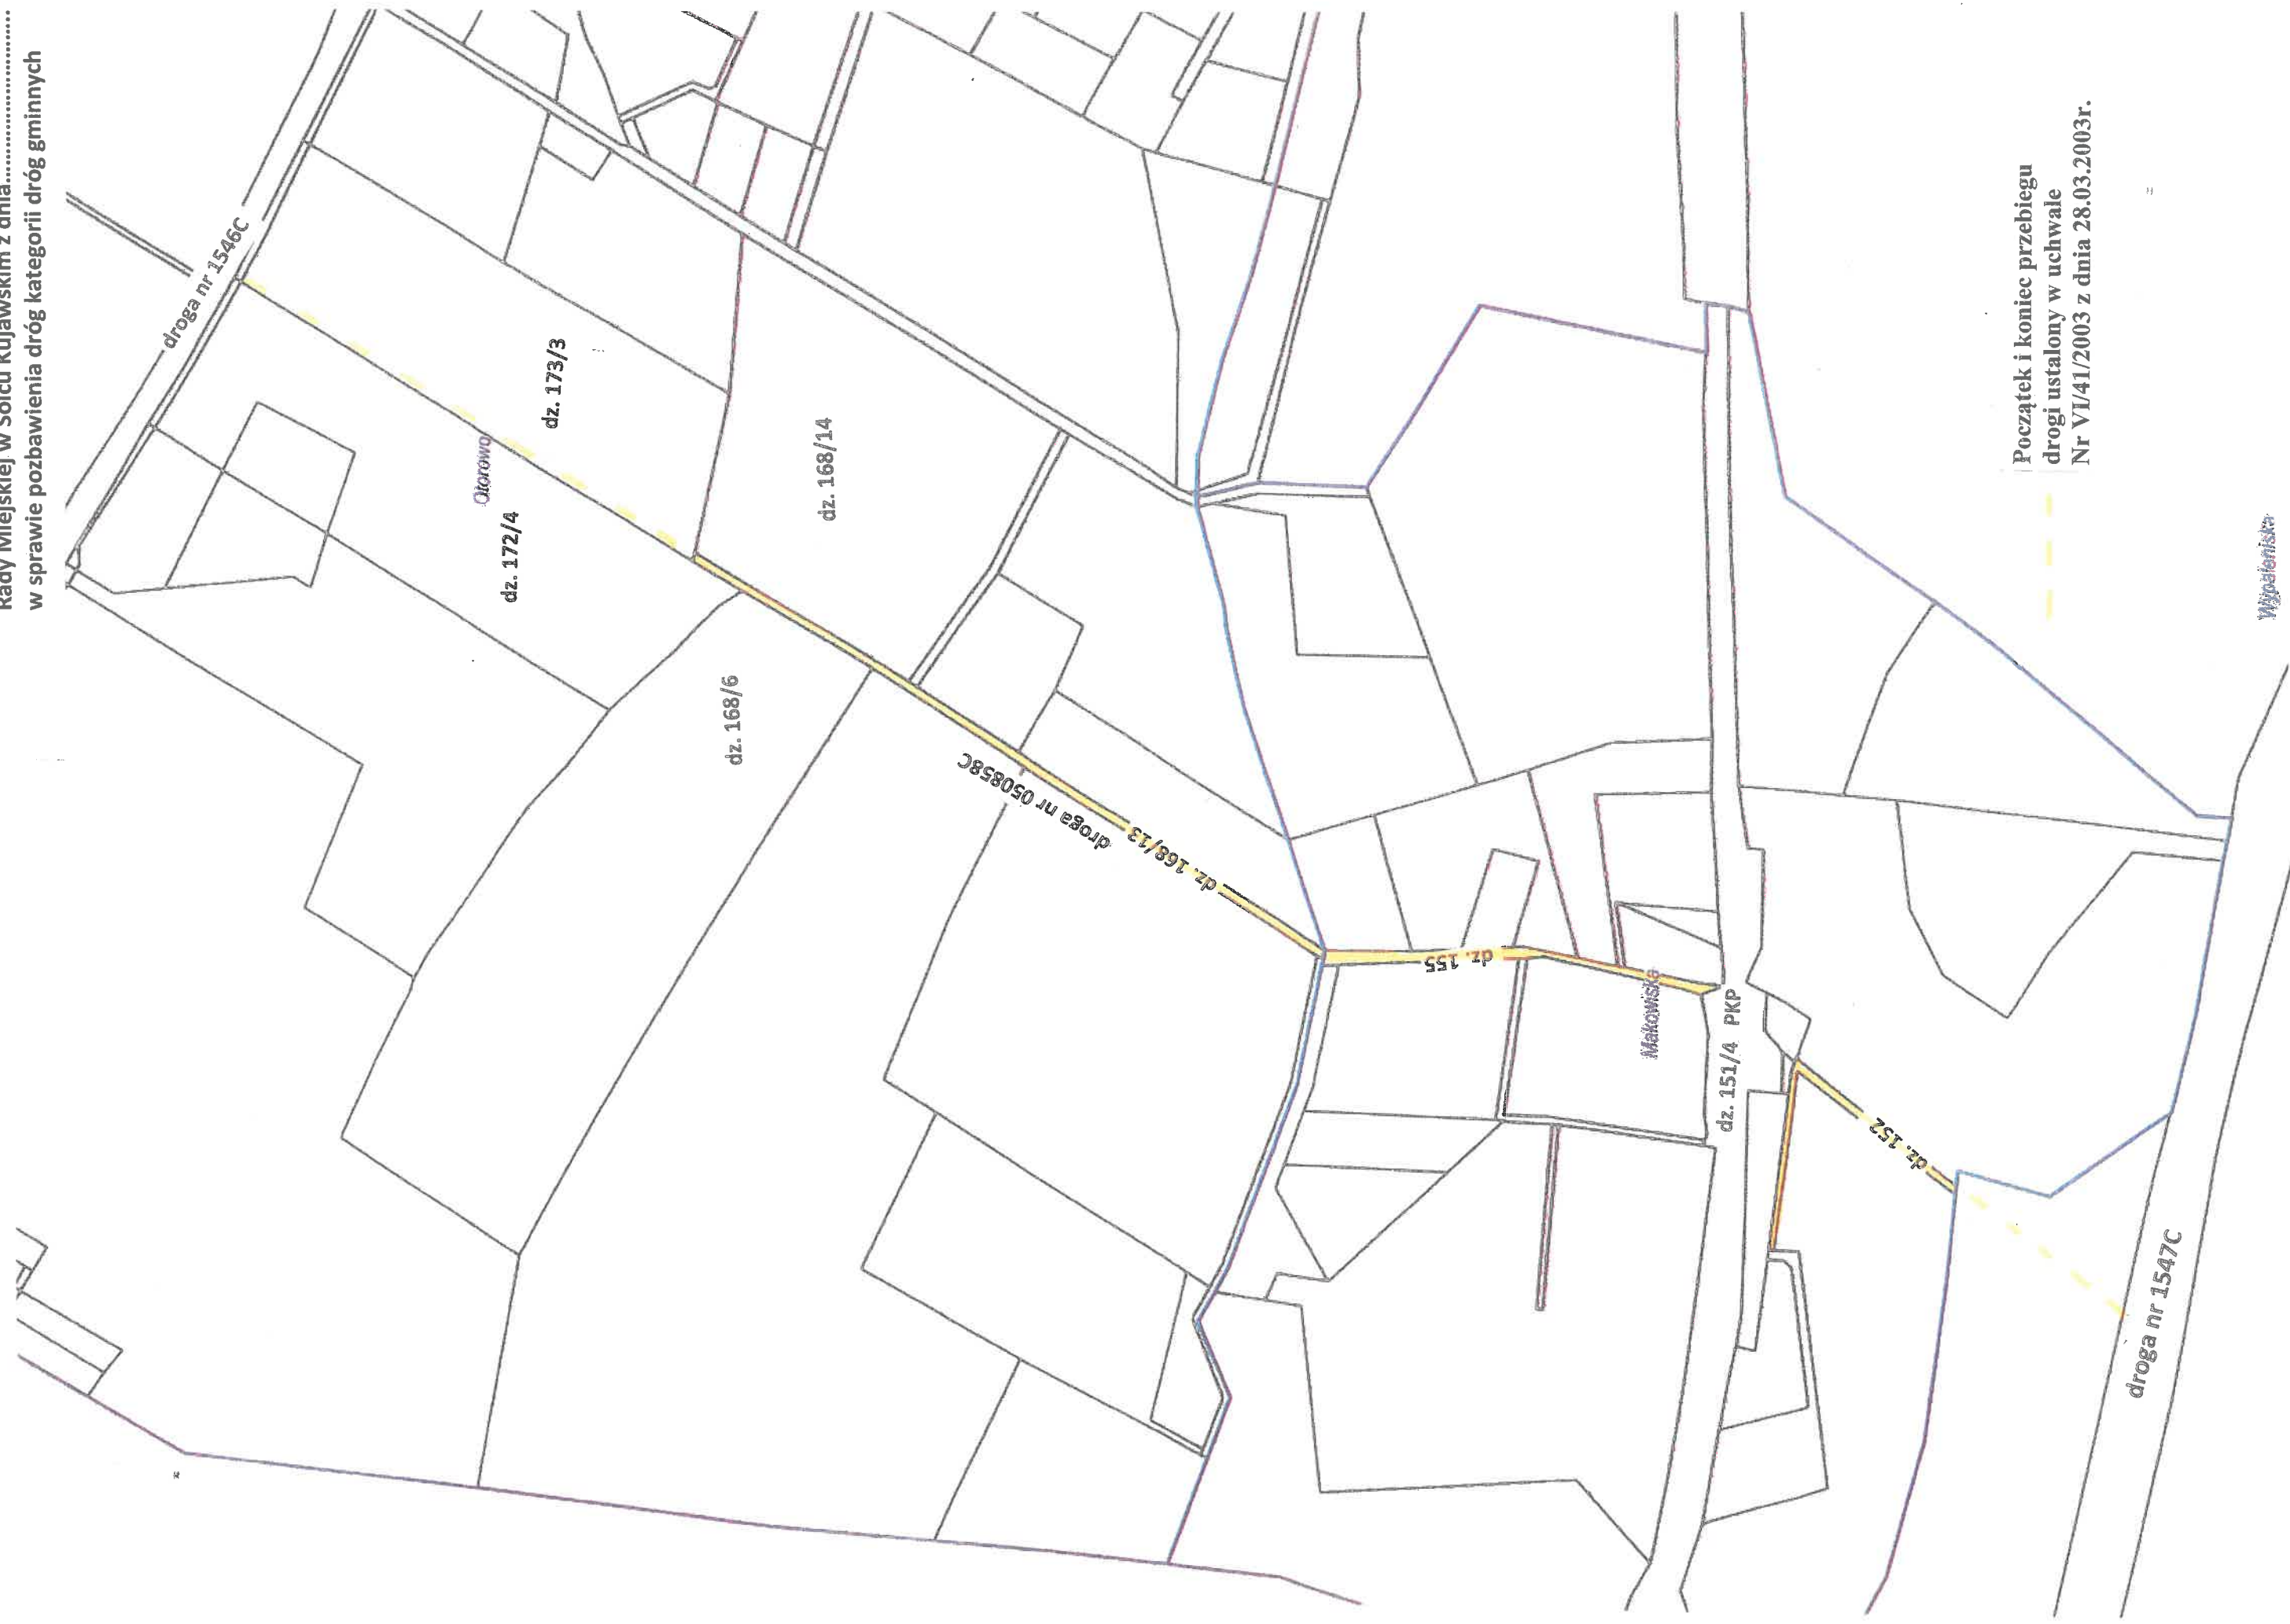 Rady Miejskiej w Solcu Kujawskim z dnia
w sprawie pozbawienia dróg kategorii dróg gminnych
droga nr 1546C
dz. 173/3
Otorowo
dz. 172/4
dz. 168/14
dz. 168/6
droga nr 050858C
dz. 168/13
dz. 155
Makowiska
dz. 151/4 PKP
dz. 152
droga nr 1547C
Początek i koniec przebiegu
drogi ustalony w uchwale
Nr VI/41/2003 z dnia 28.03.2003r.
Wypaleniska